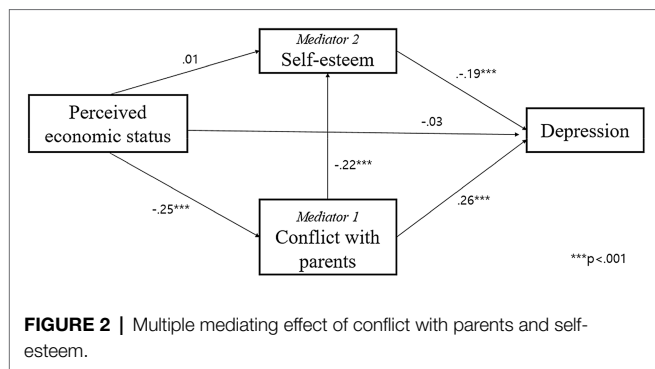 Mediator 2
Self-esteem
.01
.-.19***
Perceived
economic status
-.03
Depression
-.22***
-.25***
.26***
Mediator 1
Conflict with
parents
***p<.001
FIGURE 2 | Multiple mediating effect of conflict with parents and self-
esteem.